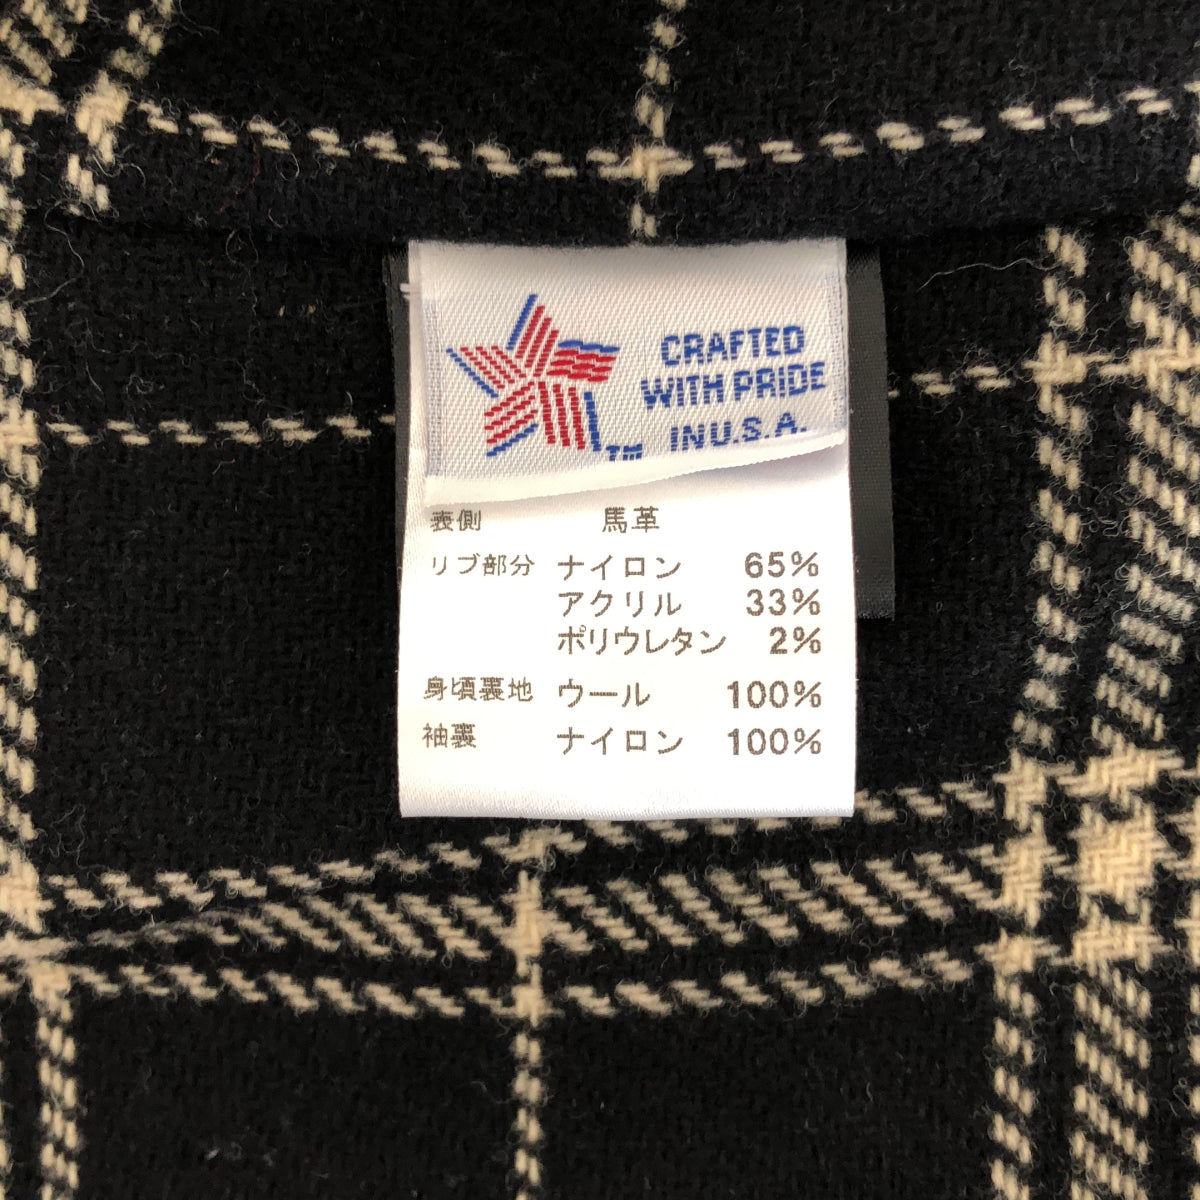 CRAFTED
WITH PRIDE
IN U.S.A.
TM
表側 馬革
リブ部分 ナイロン 65%
アクリル 33%
ポリウレタン 2%
身頃裏地 ウール 100%
袖裏 ナイロン 100%